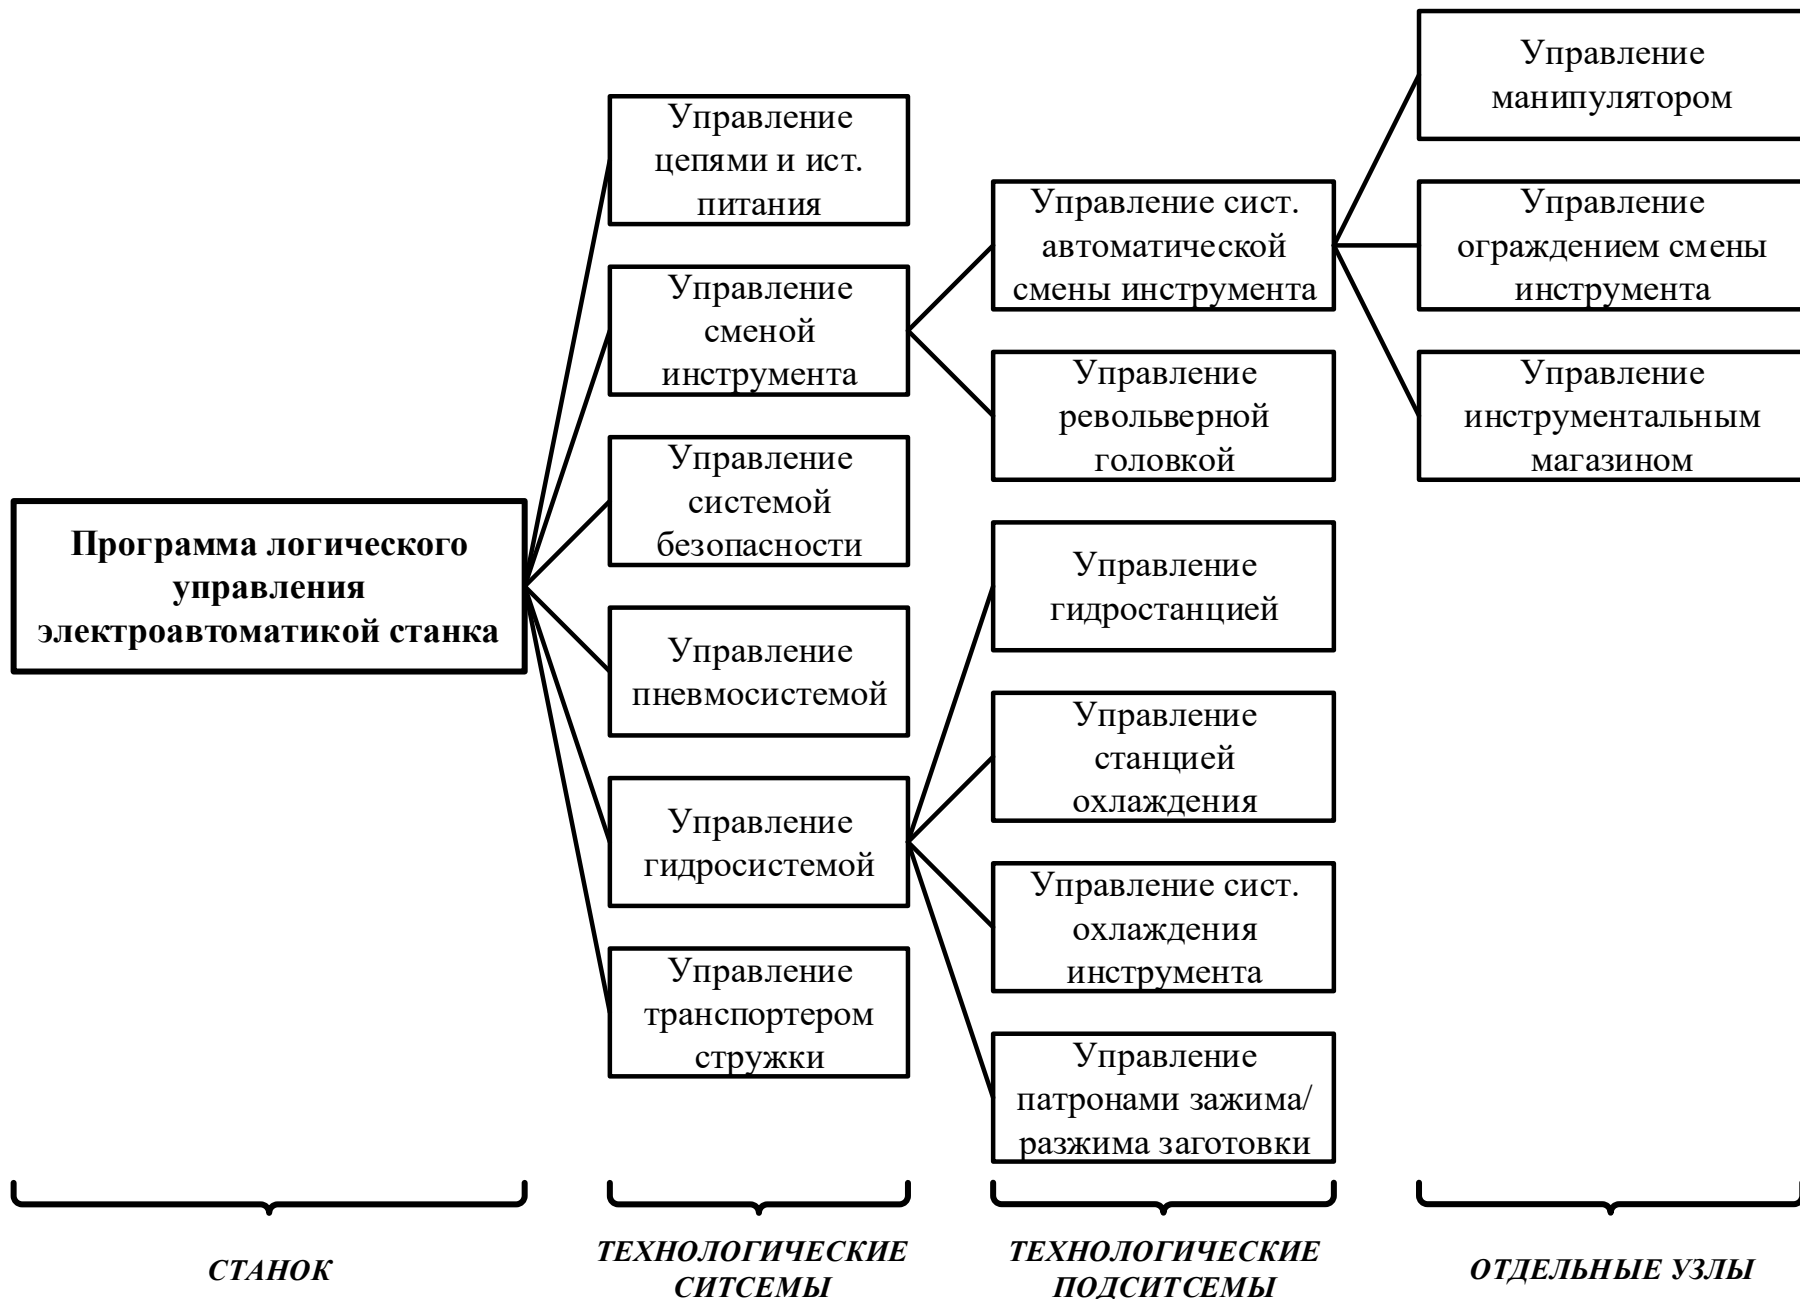 Программа логического
управления
электроавтоматикой станка
Управление
цепями и ист.
питания
Управление
сменой
инструмента
Управление
системой
безопасности
Управление
пневмосистемой
Управление
гидросистемой
Управление
транспортером
стружки
Управление сист.
автоматической
смены инструмента
Управление
револьверной
головкой
Управление
гидростанцией
Управление
станцией
охлаждения
Управление сист.
охлаждения
инструмента
Управление
патронами зажима/
разжима заготовки
Управление
манипулятором
Управление
ограждением смены
инструмента
Управление
инструментальным
магазином
СТАНОК
ТЕХНОЛОГИЧЕСКИЕ
СИТСЕМЫ
ТЕХНОЛОГИЧЕСКИЕ
ПОДСИТСЕМЫ
ОТДЕЛЬНЫЕ УЗЛЫ